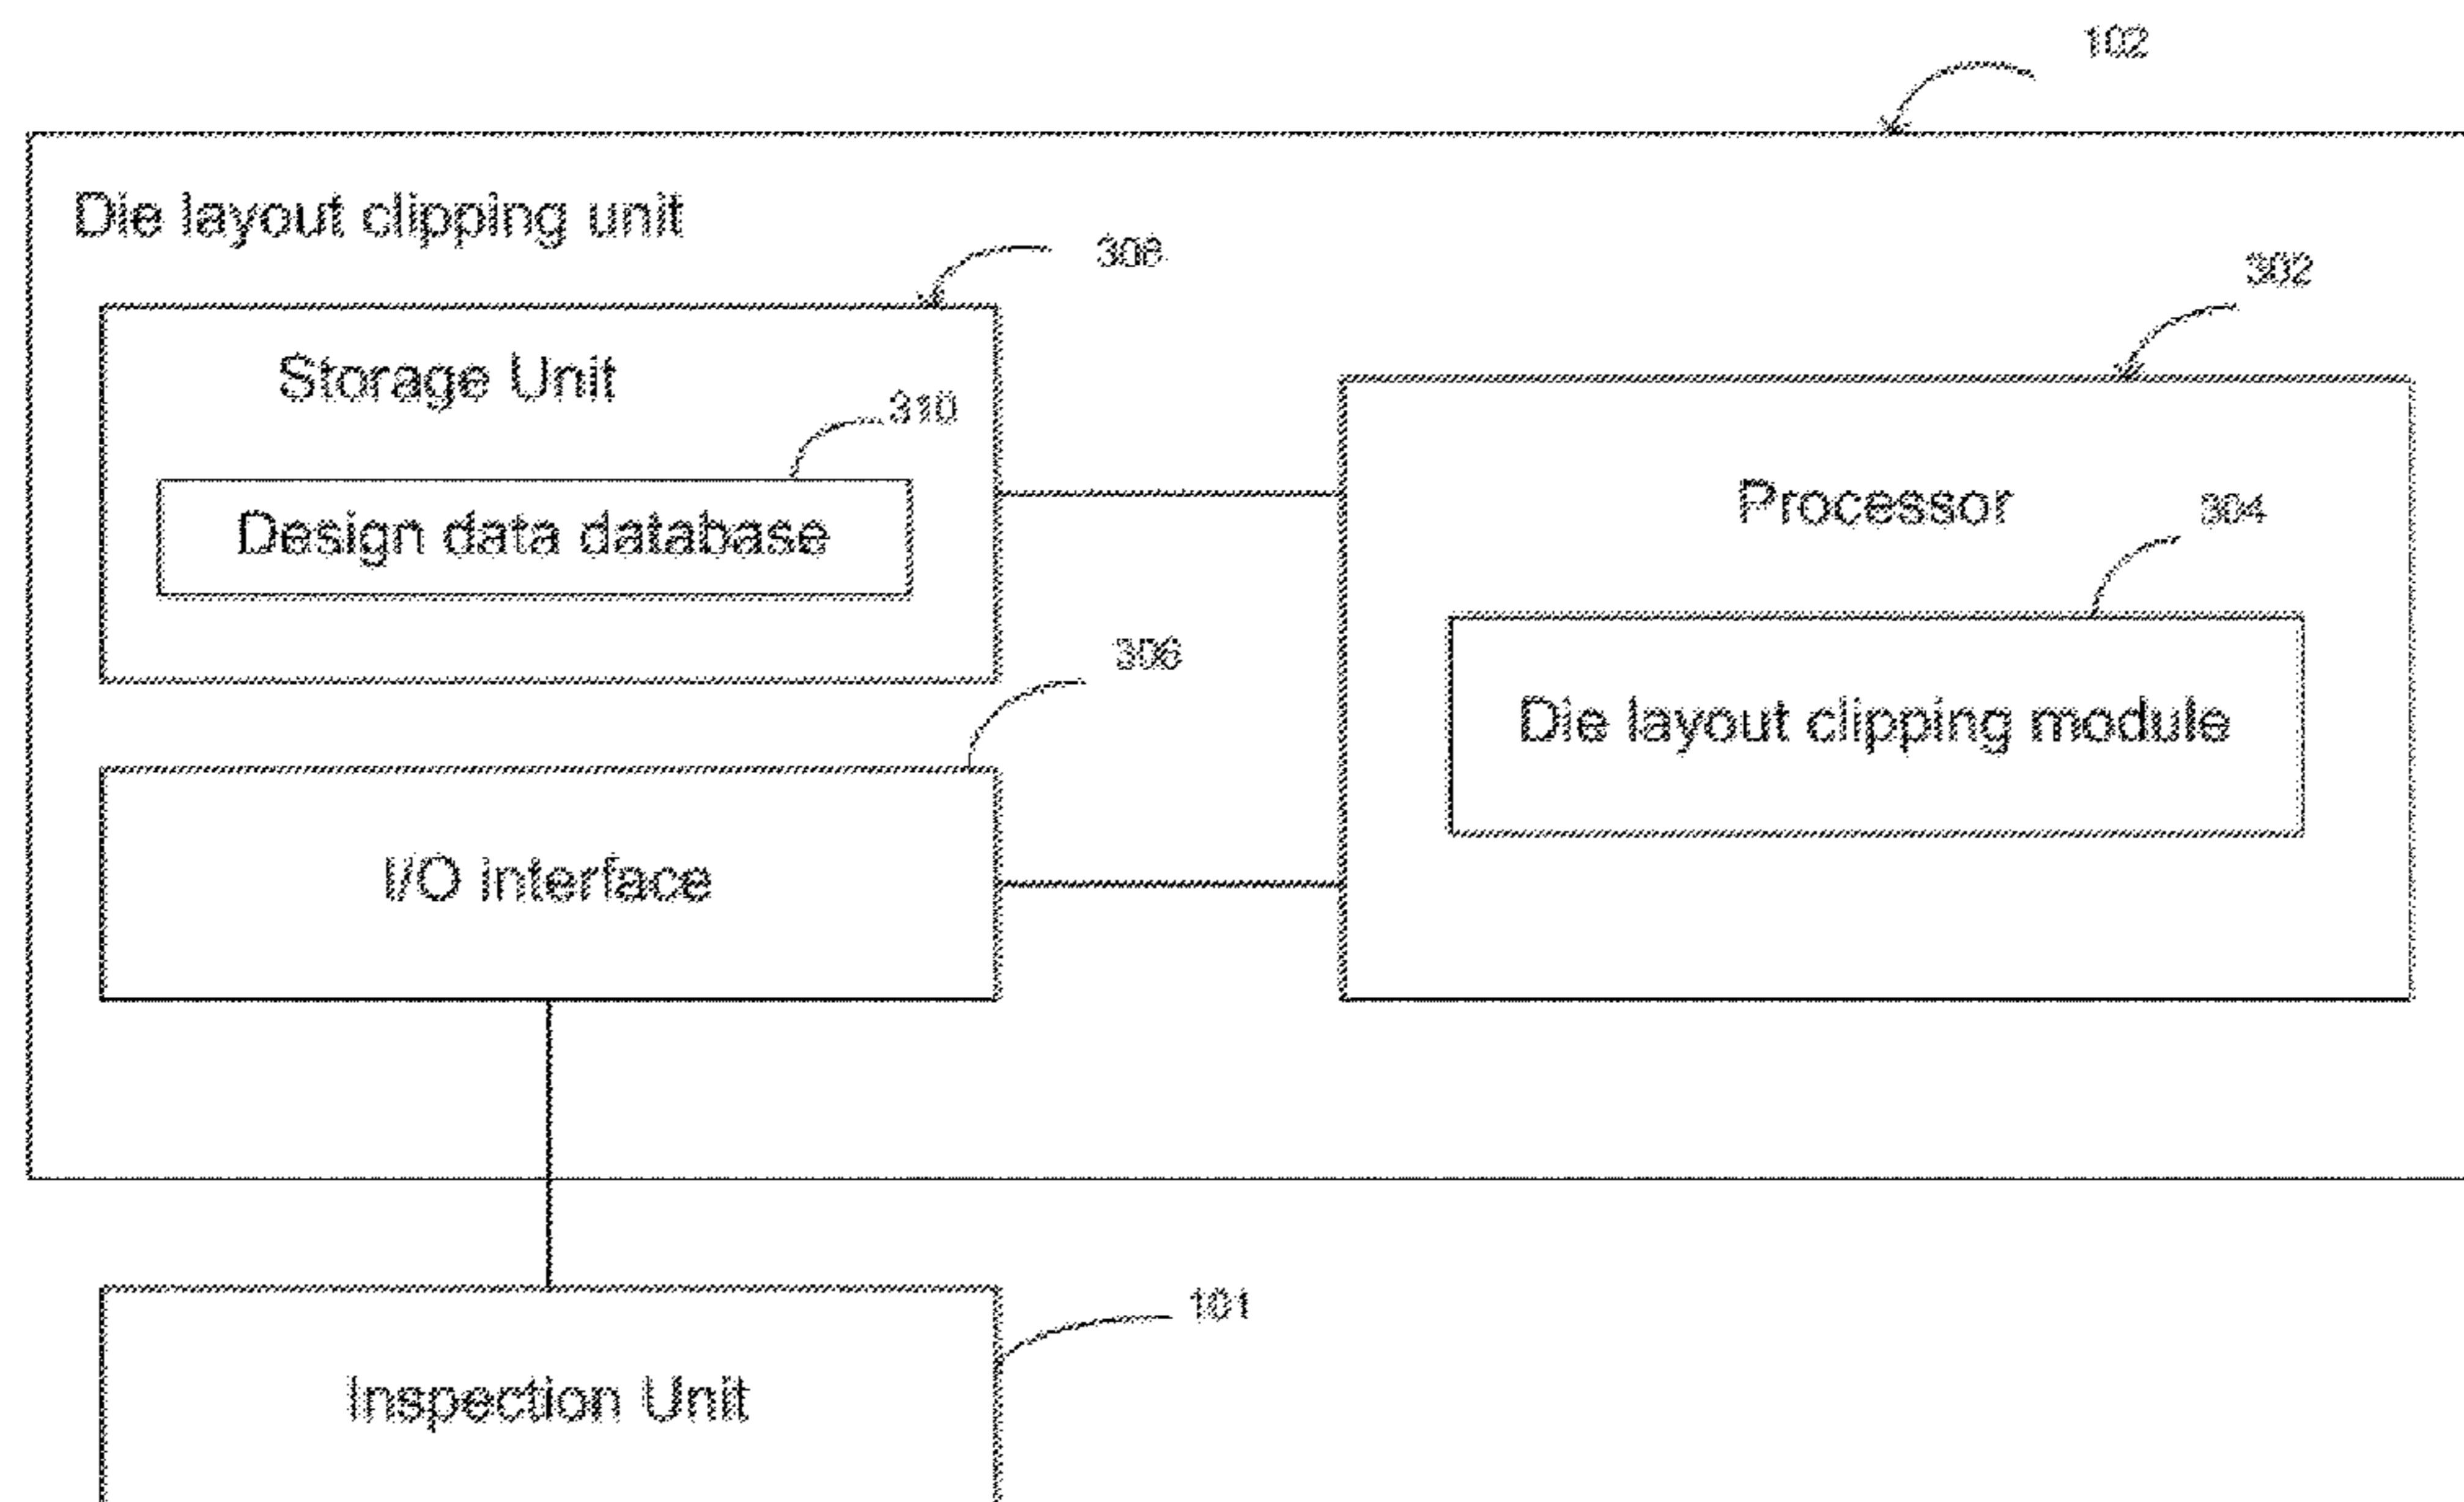 102
Die layout clipping unit
308
302
Storage Unit
310
Processor
304
Design data database
306
Die layout clipping module
I/O interface
101
Inspection Unit